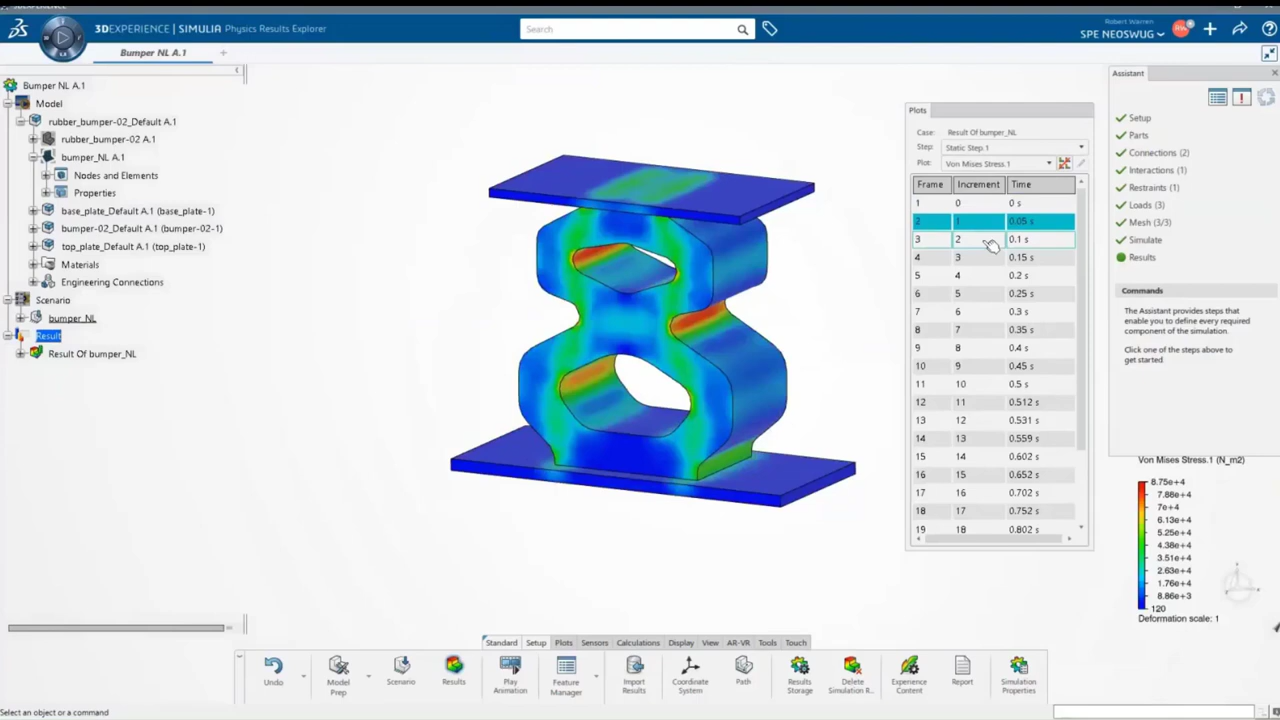 3DEXPERIENCE | SIMULIA Physics Results Explorer
Search
Robert Warren
SPE NEOSWUG
RW
Bumper NL A.1
+
Bumper NL A.1
Model
rubber_bumper-02_Default A.1
rubber_bumper-02 A.1
bumper_NL A.1
Nodes and Elements
Properties
base_plate_Default A.1 (base_plate-1)
bumper-02_Default A.1 (bumper-02-1)
top_plate_Default A.1 (top_plate-1)
Materials
Engineering Connections
Scenario
bumper_NL
Result
Result Of bumper_NL
Plots
Case: Result Of bumper_NL
Step: Static Step.1
Plot: Von Mises Stress.1
Frame Increment Time
1 0 0 s
2 1 0.05 s
3 2 0.1 s
4 3 0.15 s
5 4 0.2 s
6 5 0.25 s
7 6 0.3 s
8 7 0.35 s
9 8 0.4 s
10 9 0.45 s
11 10 0.5 s
12 11 0.512 s
13 12 0.531 s
14 13 0.559 s
15 14 0.602 s
16 15 0.652 s
17 16 0.702 s
18 17 0.752 s
19 18 0.802 s
Assistant
Setup
Parts
Connections (2)
Interactions (1)
Restraints (1)
Loads (3)
Mesh (3/3)
Simulate
Results
Commands
The Assistant provides steps that
enable you to define every required
component of the simulation.
Click one of the steps above to
get started
Von Mises Stress.1 (N_m2)
8.75e+4
7.88e+4
7e+4
6.13e+4
5.25e+4
4.38e+4
3.51e+4
2.63e+4
1.76e+4
8.86e+3
120
Deformation scale: 1
Standard Setup Plots Sensors Calculations Display View AR-VR Tools Touch
Undo
Model
Prep
Scenario
Results
Play
Animation
Feature
Manager
Import
Results
Coordinate
System
Path
Results
Storage
Delete
Simulation R...
Experience
Content
Report
Simulation
Properties
Select an object or a command